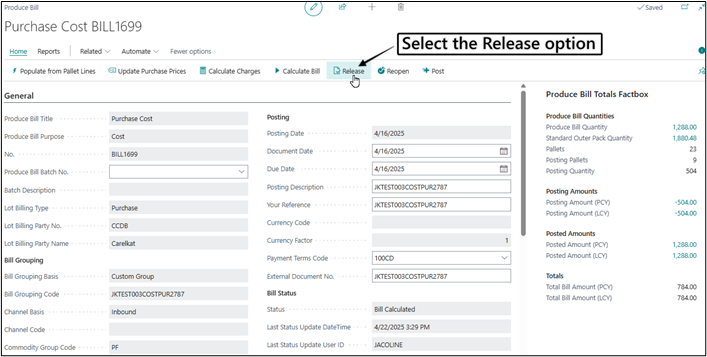 Produce Bill
Saved
Purchase Cost BILL1699
Home Reports Related Automate Fewer options
Select the Release option
Populate from Pallet Lines Update Purchase Prices Calculate Charges Calculate Bill Release Reopen Post
General
Produce Bill Title Purchase Cost
Produce Bill Purpose Cost
No. BILL1699
Produce Bill Batch No.
Batch Description
Lot Billing Type Purchase
Lot Billing Party No. CCDB
Lot Billing Party Name Carelkat
Bill Grouping
Bill Grouping Basis Custom Group
Bill Grouping Code JKTEST003COSTPUR2787
Channel Basis Inbound
Channel Code
Commodity Group Code PF
Posting
Posting Date 4/16/2025
Document Date 4/16/2025
Due Date 4/16/2025
Posting Description JKTEST003COSTPUR2787
Your Reference JKTEST003COSTPUR2787
Currency Code
Currency Factor 1
Payment Terms Code 100CD
External Document No. JKTEST003COSTPUR2787
Bill Status
Status Bill Calculated
Last Status Update DateTime 4/22/2025 3:29 PM
Last Status Update User ID JACOLINE
Produce Bill Totals Factbox
Produce Bill Quantities
Produce Bill Quantity 1,288.00
Standard Outer Pack Quantity 1,880.48
Pallets 23
Posting Pallets 9
Posting Quantity 504
Posting Amounts
Posting Amount (PCY) -504.00
Posting Amount (LCY) -504.00
Posted Amounts
Posted Amount (PCY) 1,288.00
Posted Amount (LCY) 1,288.00
Totals
Total Bill Amount (PCY) 784.00
Total Bill Amount (LCY) 784.00